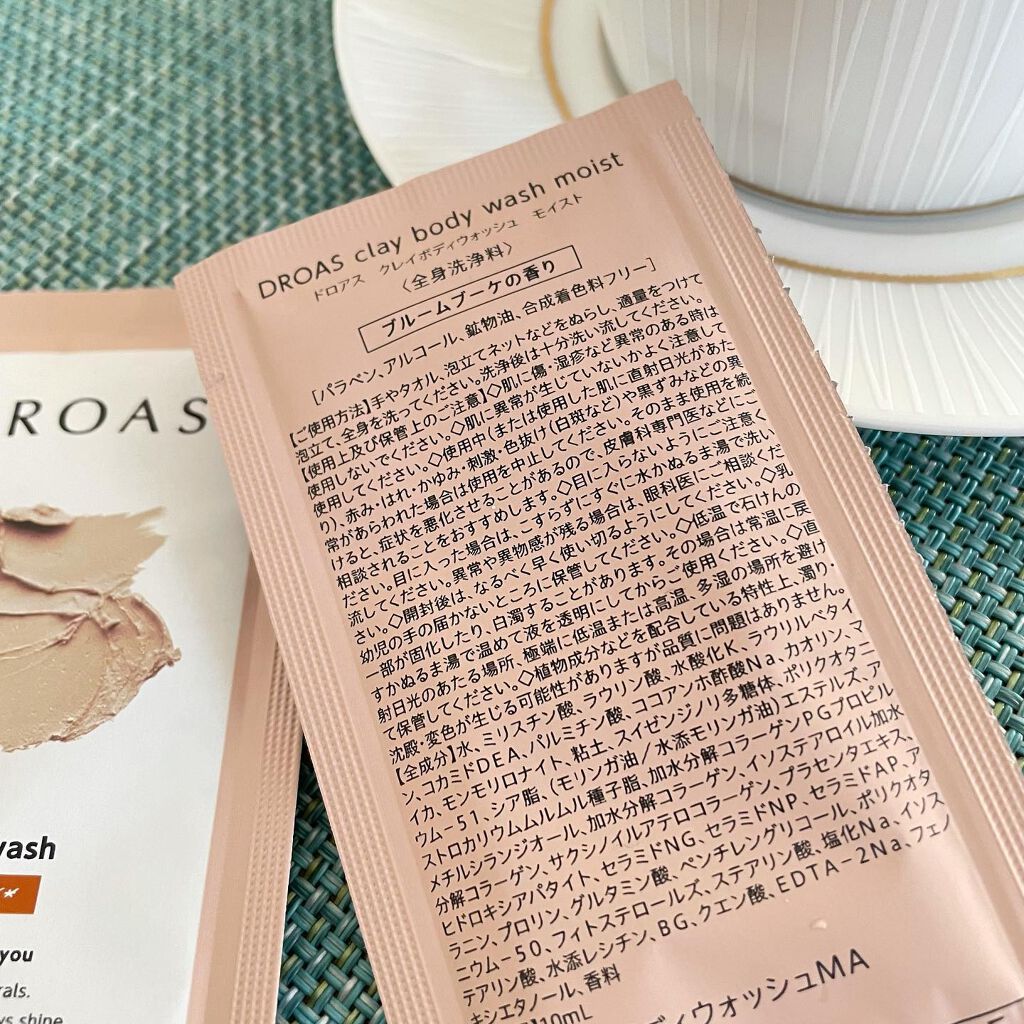 DROAS clay body wash moist
ドロアス クレイボディウォッシュ モイスト
〈全身洗浄料〉
ブルームブーケの香り
[パラベン、アルコール、鉱物油、合成着色料フリー]
【ご使用方法】手やタオル、泡立てネットなどをぬらし、適量をつけて
泡立て、全身を洗ってください。洗浄後は十分洗い流してください。
【使用上及び保管上のご注意】◇肌に傷・湿疹など異常のある時は
使用しないでください。◇肌に異常が生じていないかよく注意して
使用してください。◇使用中(または使用した肌に直射日光があた
り)、赤み・はれ・かゆみ・刺激、色抜け(白斑など)や黒ずみなどの異
常があらわれた場合は使用を中止してください。そのまま使用を続
けると、症状を悪化させることがあるので、皮膚科専門医などにご
相談されることをおすすめします。◇目に入らないようにご注意く
ださい。目に入った場合は、こすらずにすぐに水かぬるま湯で洗い
流してください。異常や異物感が残る場合は、眼科医にご相談くだ
さい。◇開封後は、なるべく早く使い切るようにしてください。◇乳
幼児の手の届かないところに保管してください。◇低温で石けんの
一部が固化したり、白濁することがあります。その場合は常温に戻
すかぬるま湯で温めて液を透明にしてからご使用ください。◇直
射日光のあたる場所、極端に低温または高温、多湿の場所を避け
て保管してください。◇植物成分などを配合している特性上、濁り・
沈殿・変色が生じる可能性がありますが品質に問題はありません。
【全成分】水、ミリスチン酸、ラウリン酸、水酸化K、ラウリルベタイ
ン、コカミドDEA、パルミチン酸、ココアンホ酢酸Na、カオリン、マ
イカ、モンモリロナイト、粘土、スイゼンジノリ多糖体、ポリクオタニ
ウム-51、シア脂、(モリンガ油/水添モリンガ油)エステルズ、ア
ストロカリウムムルムル種子脂、加水分解コラーゲンPGプロピル
メチルシランジオール、加水分解コラーゲン、イソステアロイル加水
分解コラーゲン、サクシノイルアテロコラーゲン、プラセンタエキス、
ヒドロキシアパタイト、セラミドNG、セラミドNP、セラミドAP、ア
ラニン、プロリン、グルタミン酸、ペンチレングリコール、ポリクオタ
ニウム-50、フィトステロールズ、ステアリン酸、塩化Na、イソス
テアリン酸、水添レシチン、BG、クエン酸、EDTA-2Na、フェノ
キシエタノール、香料
10mL
ディウォッシュMA
ROAS
wash
you
rals.
ys shine